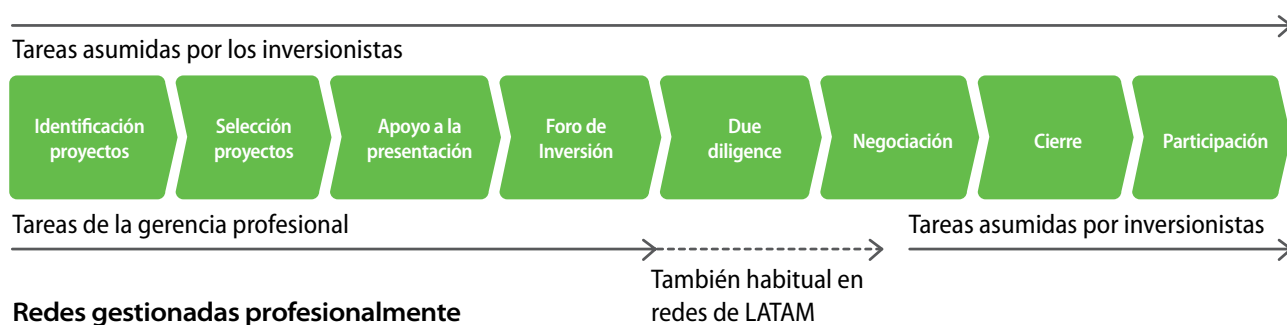 Tareas asumidas por los inversionistas
Identificación
proyectos
Selección
proyectos
Apoyo a la
presentación
Foro de
Inversión
Due
diligence
Negociación
Cierre
Participación
Tareas de la gerencia profesional
Tareas asumidas por inversionistas
También habitual en
redes de LATAM
Redes gestionadas profesionalmente